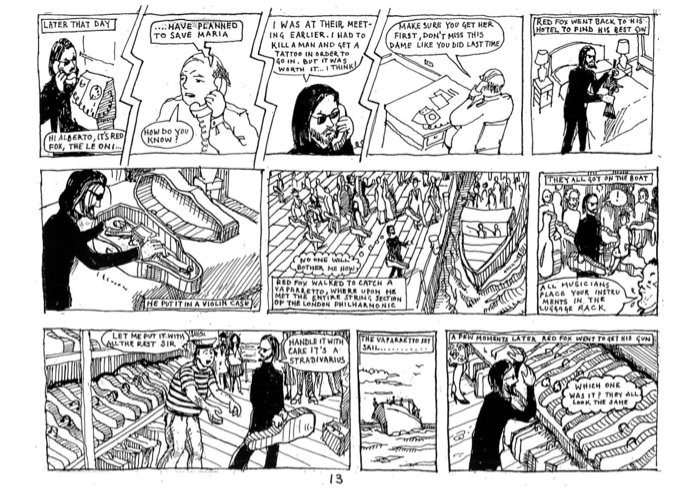 LATER THAT DAY
HI ALBERTO, IT'S RED
FOX, THE LE ONI...
....HAVE PLANNED
TO SAVE MARIA
HOW DO YOU
KNOW?
I WAS AT THEIR MEET-
ING EARLIER. I HAD TO
KILL A MAN AND GET A
TATTOO IN ORDER TO
GO IN. BUT IT WAS
WORTH IT... I THINK!
MAKE SURE YOU GET HER
FIRST, DON'T MISS THIS
DAME LIKE YOU DID LAST TIME
RED FOX WENT BACK TO HIS
HOTEL TO FIND HIS BEST GUN
HE PUT IT IN A VIOLIN CASE
NO ONE WILL
BOTHER ME NOW
RED FOX WALKED TO CATCH A
VAPARRETTO, WHERE UPON HE
MET THE ENTIRE STRING SECTION
OF THE LONDON PHILHARMONIC
THEY ALL GOT ON THE BOAT
!
ALL MUSICIANS
PLACE YOUR INSTRU
MENTS IN THE
LUGGAGE RACK
LET ME PUT IT WITH
ALL THE REST SIR
HANDLE IT WITH
CARE IT'S A
STRADIVARIUS
THE VAPARRETTO SET
SAIL......
A FEW MOMENTS LATER RED FOX WENT TO GET HIS GUN
WHICH ONE
WAS IT? THEY ALL
LOOK THE SAME
13